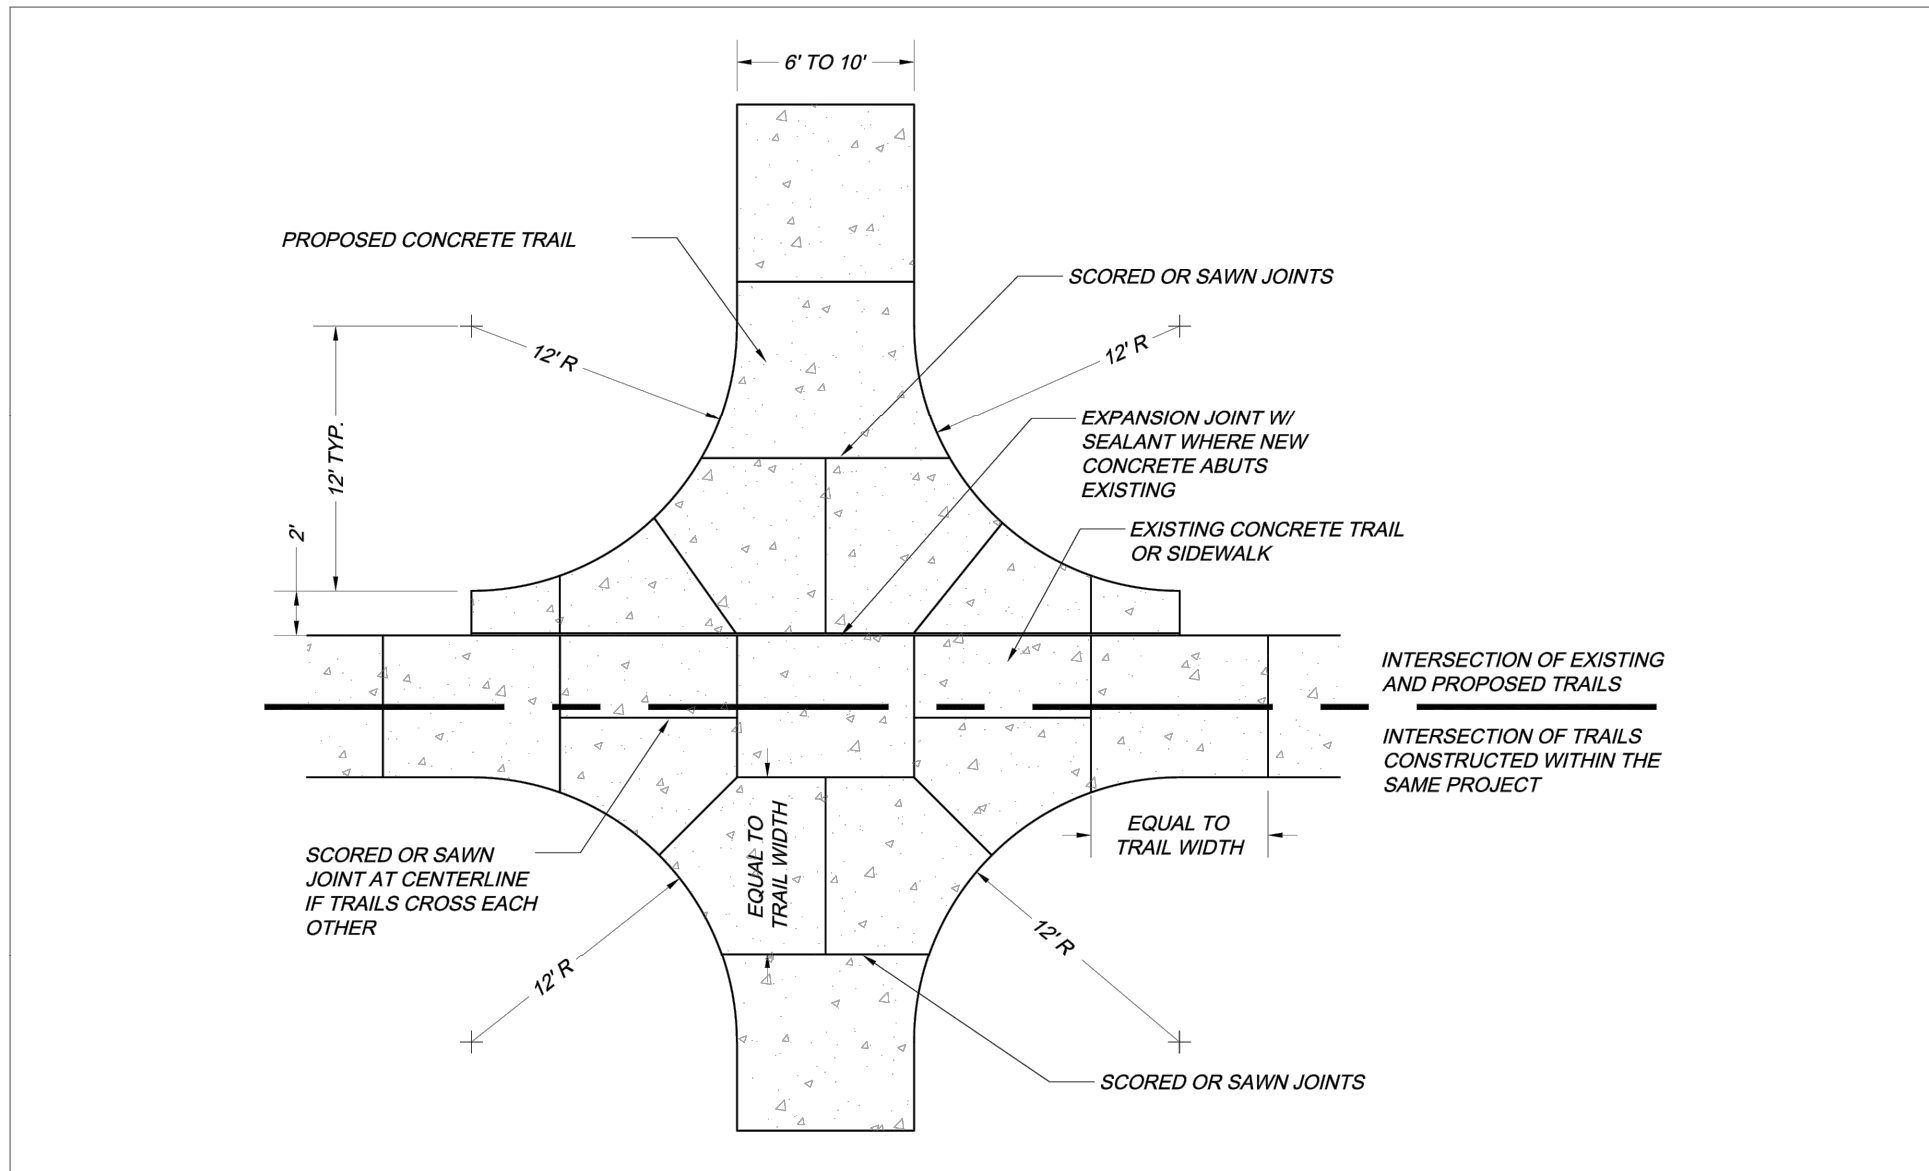 6' TO 10'
PROPOSED CONCRETE TRAIL
SCORED OR SAWN JOINTS
12' R
12' R
12' TYP.
EXPANSION JOINT W/
SEALANT WHERE NEW
CONCRETE ABUTS
EXISTING
2'
EXISTING CONCRETE TRAIL
OR SIDEWALK
INTERSECTION OF EXISTING
AND PROPOSED TRAILS
INTERSECTION OF TRAILS
CONSTRUCTED WITHIN THE
SAME PROJECT
EQUAL TO
TRAIL WIDTH
EQUAL TO
TRAIL WIDTH
SCORED OR SAWN
JOINT AT CENTERLINE
IF TRAILS CROSS EACH
OTHER
12' R
12' R
SCORED OR SAWN JOINTS